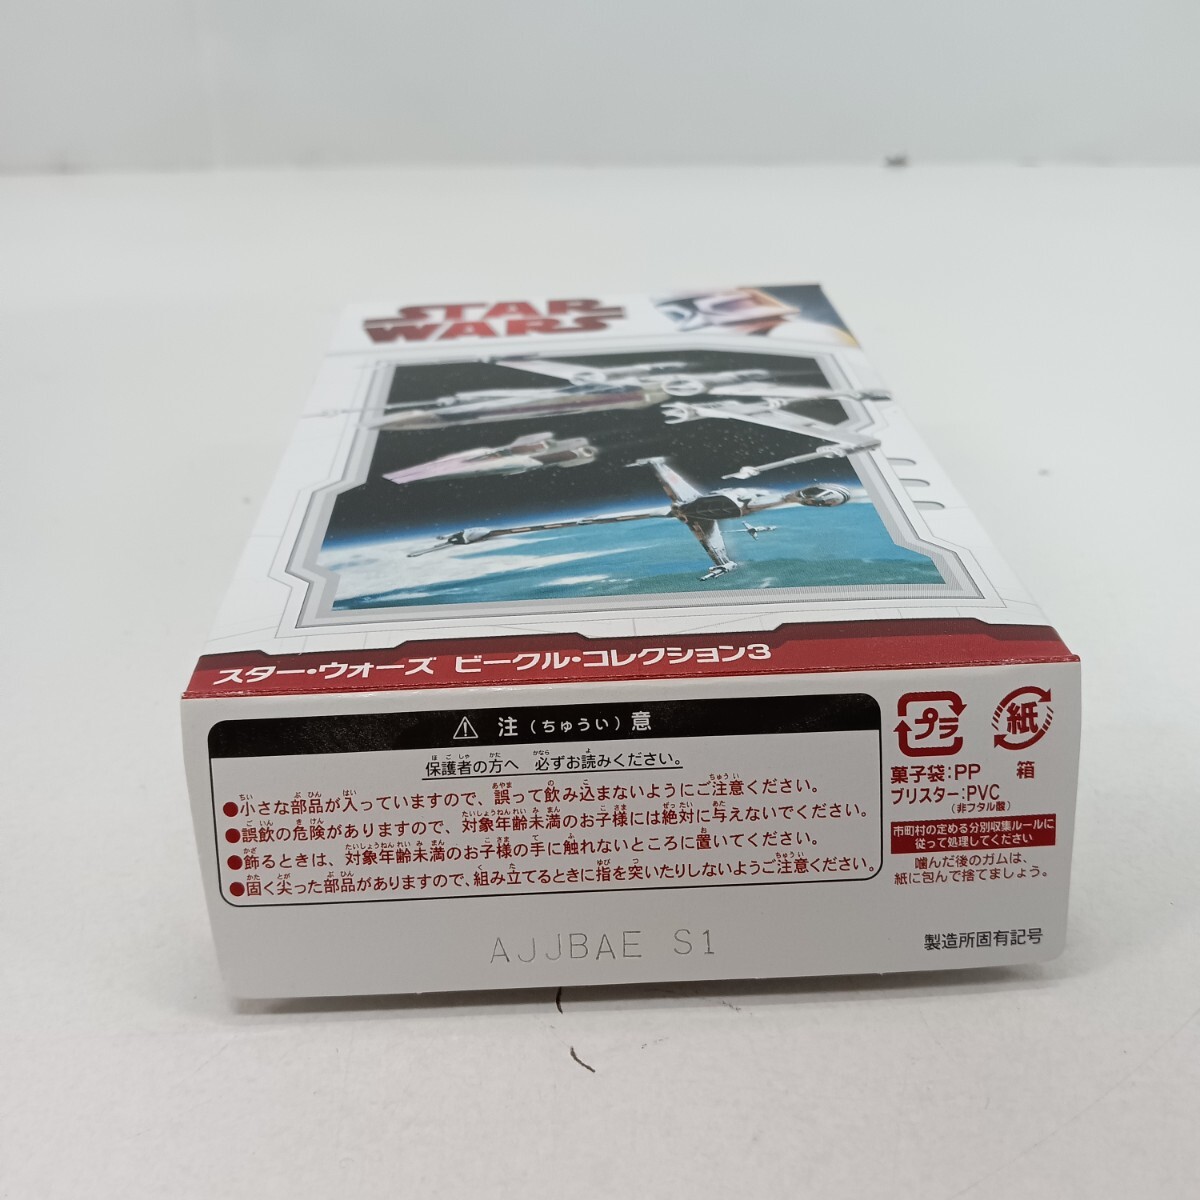 STAR
WARS
スター・ウォーズ ビークル・コレクション3
注(ちゅうい)意
保護者の方へ 必ずお読みください。
●小さな部品が入っていますので、誤って飲み込まないようにご注意ください。
●誤飲の危険がありますので、対象年齢未満のお子様には絶対に与えないでください。
●飾るときは、対象年齢未満のお子様の手に触れないところに置いてください。
●固く尖った部品がありますので、組み立てるときに指を突いたりしないようご注意ください。
プラ
紙
菓子袋:PP
箱
ブリスター:PVC
(非フタル酸)
市町村の定める分別収集ルールに
従って処理してください
噛んだ後のガムは、
紙に包んで捨てましょう。
AJJBAE S1
製造所固有記号